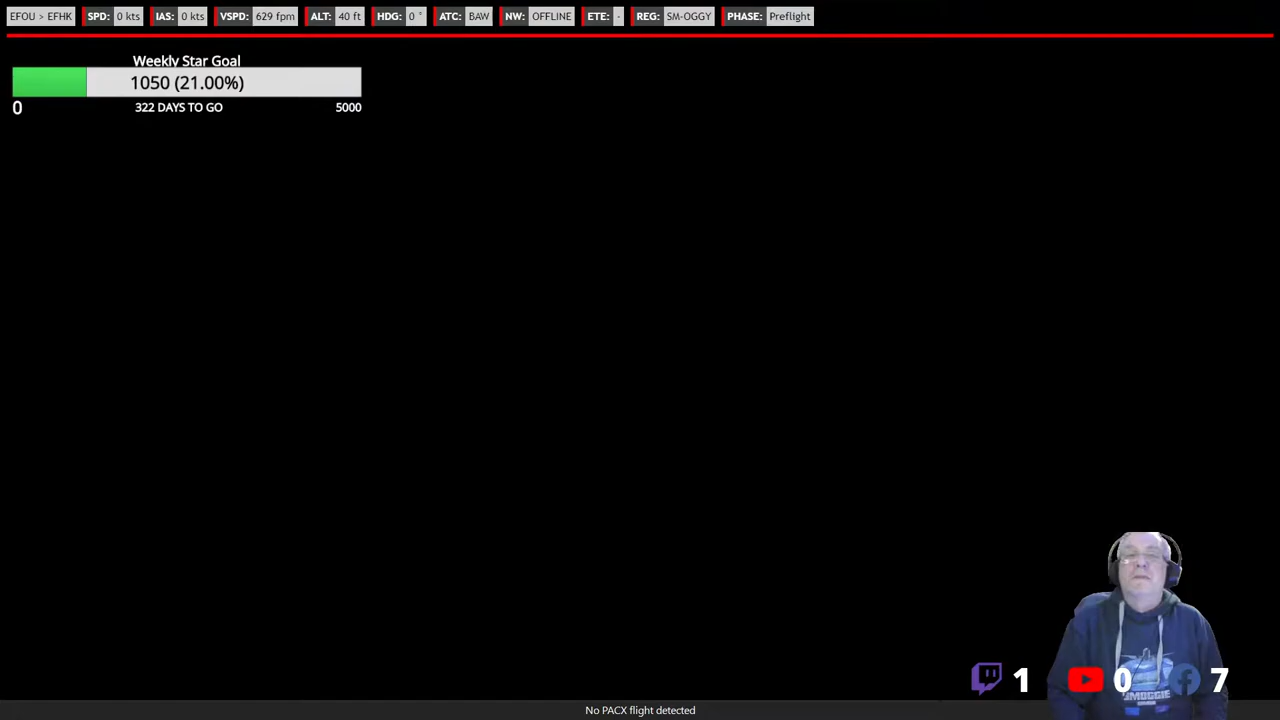 EFOU > EFHK SPD: 0 kts IAS: 0 kts VSPD: 629 fpm ALT: 40 ft HDG: 0 ° ATC: BAW NW: OFFLINE ETE: - REG: SM-OGGY PHASE: Preflight
Weekly Star Goal
1050 (21.00%)
0 322 DAYS TO GO 5000
SMOGGIE
1 0 7
No PACX flight detected